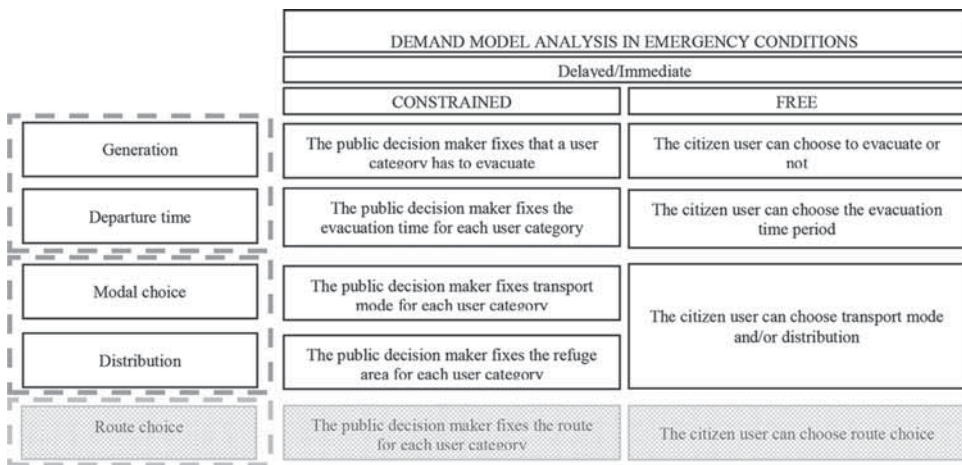 DEMAND MODEL ANALYSIS IN EMERGENCY CONDITIONS
Delayed/Immediate
CONSTRAINED
FREE
Generation
The public decision maker fixes that a user
category has to evacuate
The citizen user can choose to evacuate or
not
Departure time
The public decision maker fixes the
evacuation time for each user category
The citizen user can choose the evacuation
time period
Modal choice
The public decision maker fixes transport
mode for each user category
The citizen user can choose transport mode
and/or distribution
Distribution
The public decision maker fixes the refuge
area for each user category
Route choice
The public decision maker fixes the route
for each user category
The citizen user can choose route choice